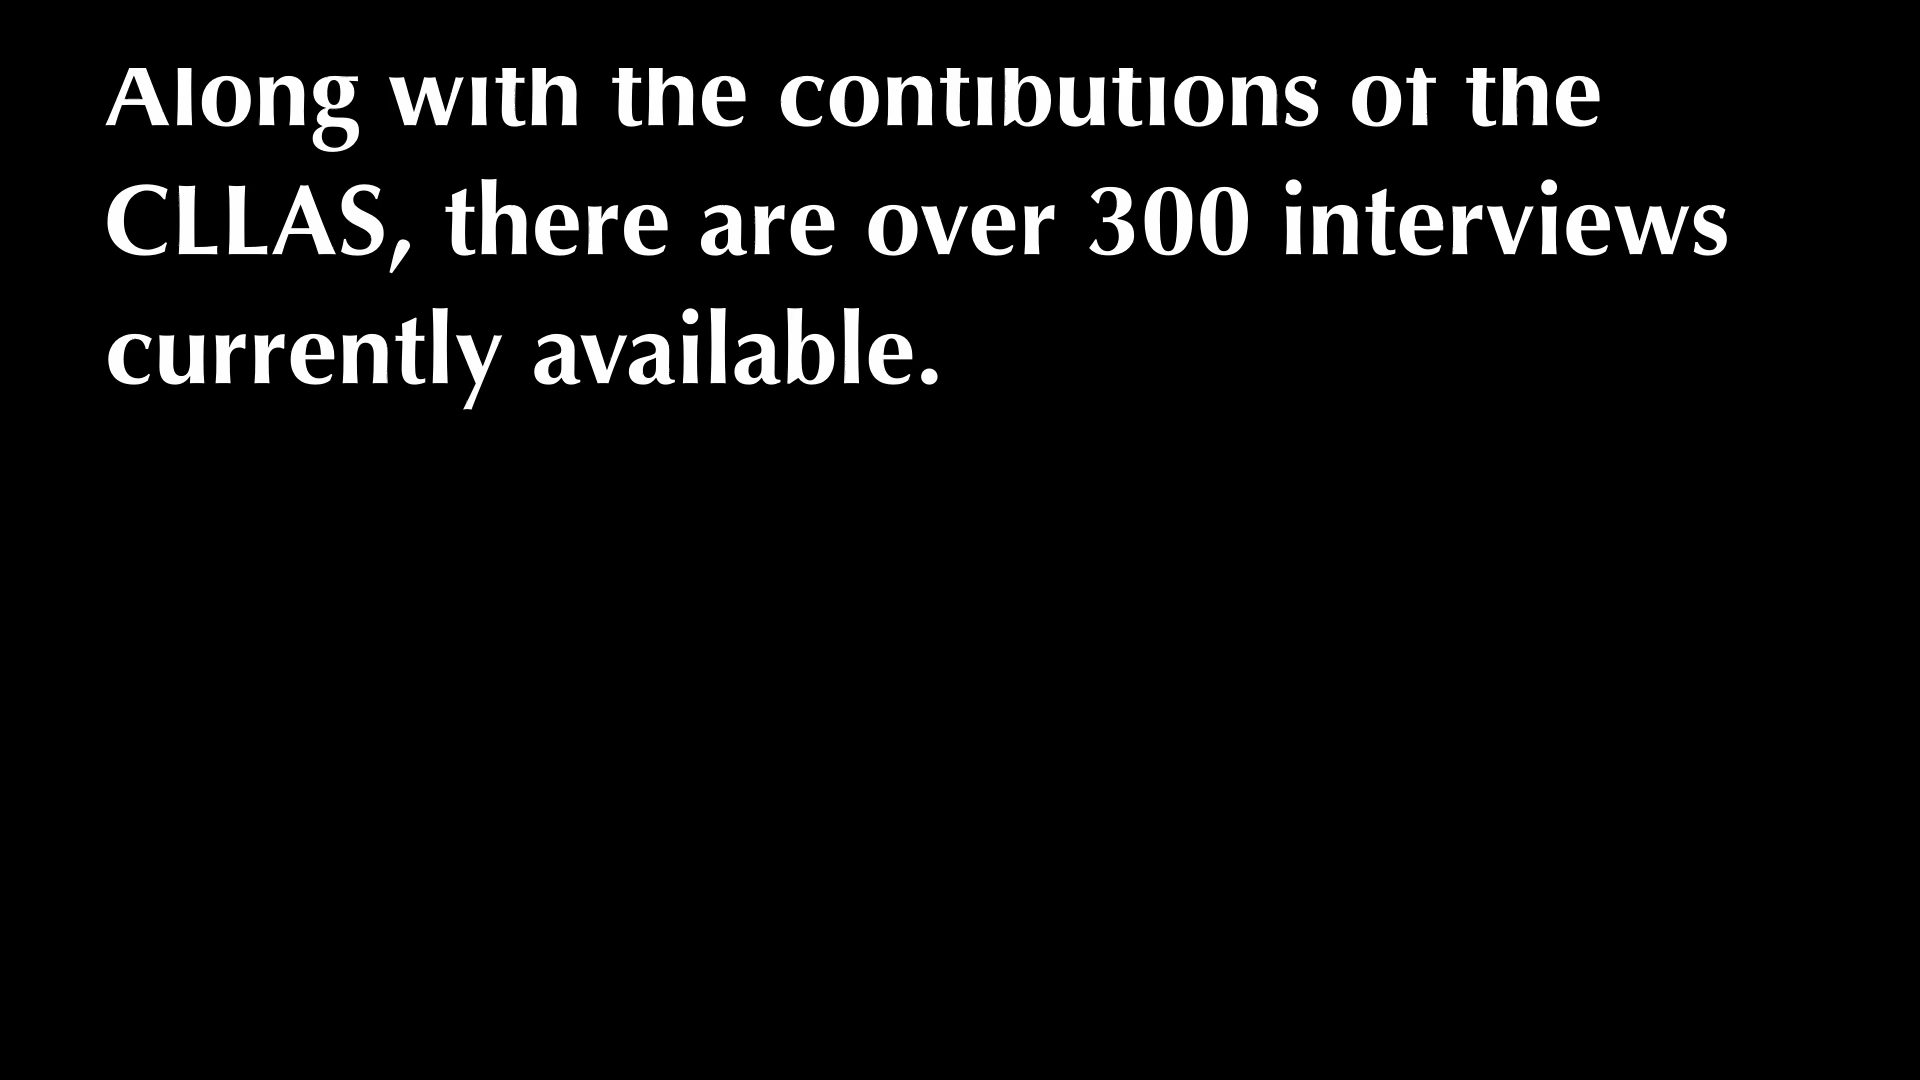 Along with the contibutions of the
CLLAS, there are over 300 interviews
currently available.